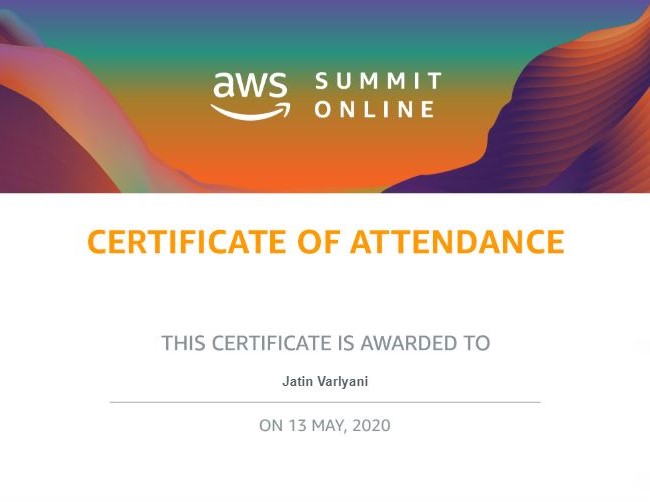 aws SUMMIT
ONLINE
CERTIFICATE OF ATTENDANCE
THIS CERTIFICATE IS AWARDED TO
Jatin Varlyani
ON 13 MAY, 2020